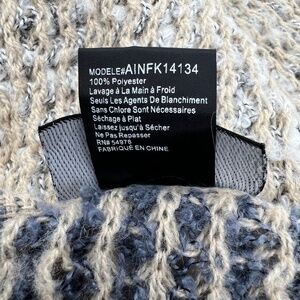 MODELE#AINFK14134
100% Polyester
Lavage à La Main à Froid
Seuls Les Agents De Blanchiment
Sans Chlore Sont Nécessaires
Séchage à Plat
Laissez jusqu'à Sécher
Ne Pas Repasser
RN# 54976
FABRIQUÉ EN CHINE